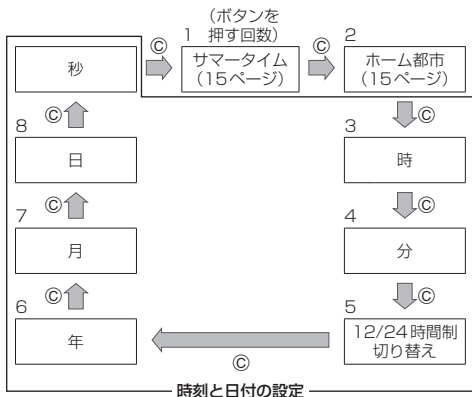 (ボタンを
押す回数)
秒
Ⓒ
1
サマータイム
(15ページ)
Ⓒ
2
ホーム都市
(15ページ)
Ⓒ
3
時
Ⓒ
4
分
Ⓒ
5
12/24時間制
切り替え
Ⓒ
6
年
Ⓒ
7
月
Ⓒ
8
日
Ⓒ
時刻と日付の設定